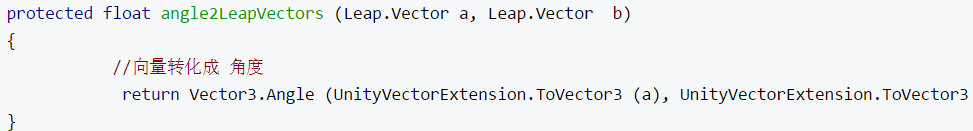 protected float angle2LeapVectors (Leap.Vector a, Leap.Vector  b)
{
//向量转化成 角度
return Vector3.Angle (UnityVectorExtension.ToVector3 (a), UnityVectorExtension.ToVector3
}